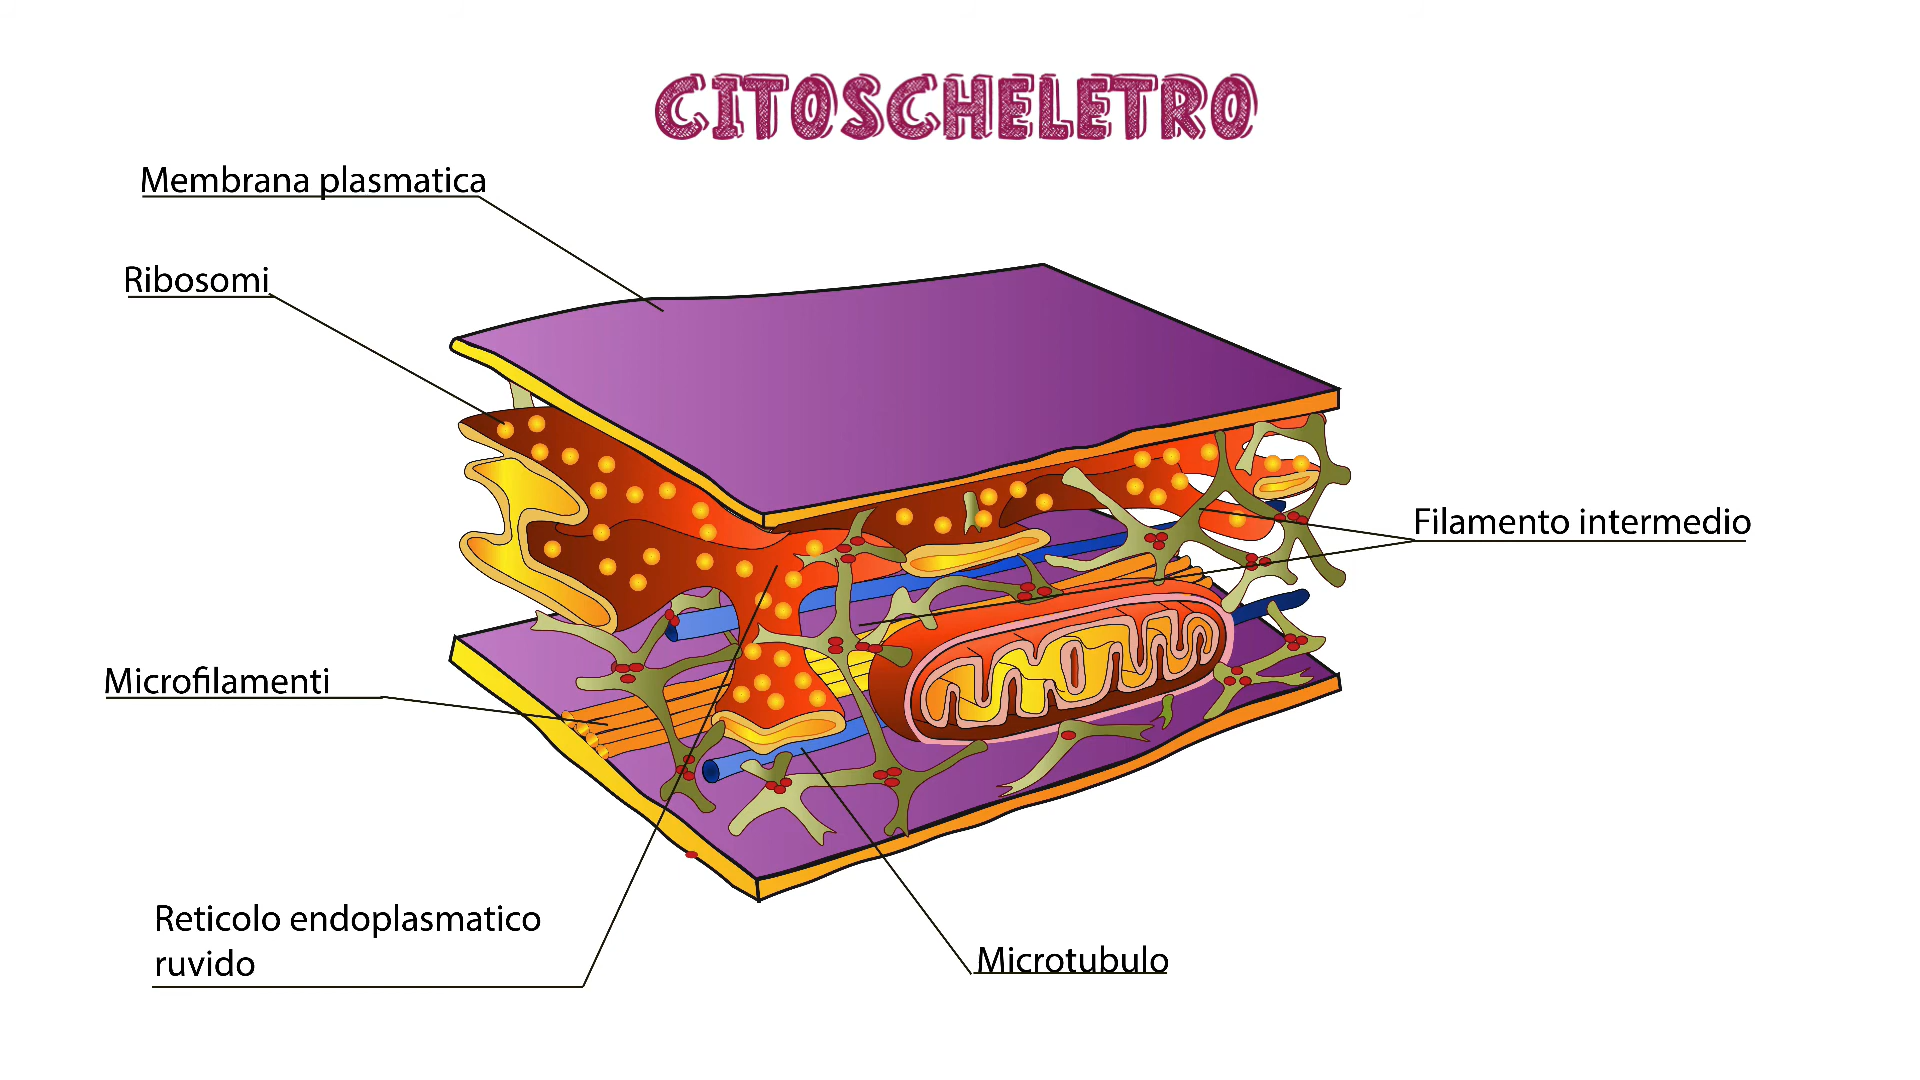 CITOSCHELETRO
Membrana plasmatica
Ribosomi
Filamento intermedio
Microfilamenti
Reticolo endoplasmatico
ruvido
Microtubulo